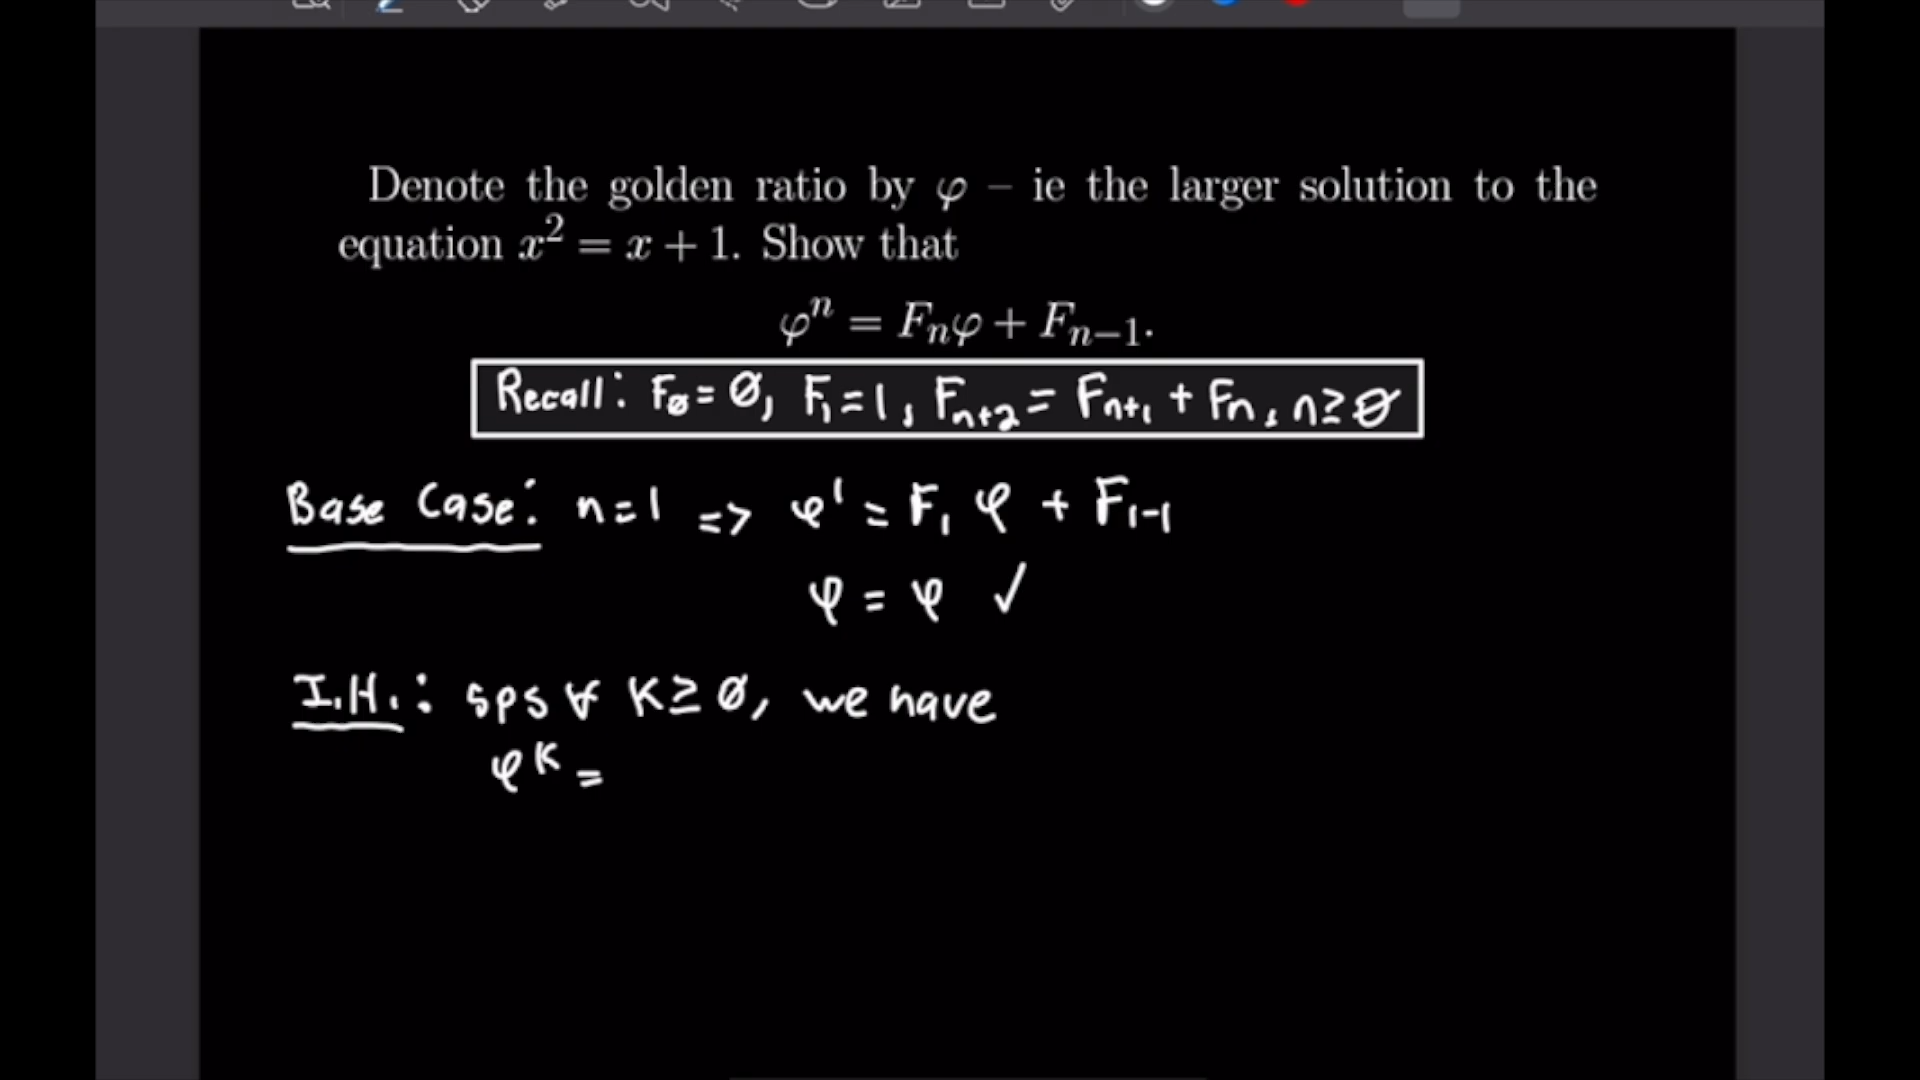 Denote the golden ratio by φ – ie the larger solution to the
equation x² = x + 1. Show that
φⁿ = Fₙφ + Fₙ₋₁.
Recall: F₀ = 0, F₁ = 1, Fₙ₊₂ = Fₙ₊₁ + Fₙ, n ≥ 0
Base Case: n = 1 => φ¹ = F₁ φ + F₁₋₁
φ = φ ✓
I.H.: sps ∀ K ≥ 0, we have
φᴷ =